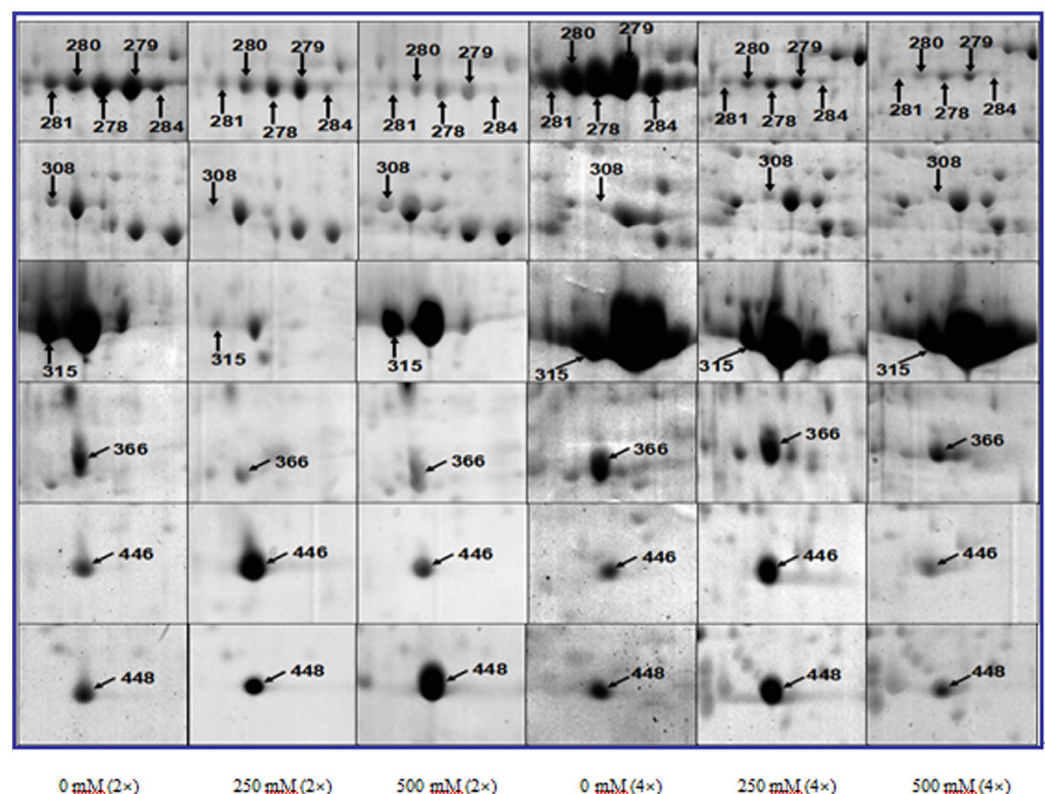 280 279 280 279 280 279 280 279 280 279 280 279
281 278 284 281 278 284 281 278 284 281 278 284 281 278 284 281 278 284
308 308 308 308 308 308
315 315 315 315 315 315
366 366 366 366 366 366
446 446 446 446 446 446
448 448 448 448 448 448
0 mM (2×) 250 mM (2×) 500 mM (2×) 0 mM (4×) 250 mM (4×) 500 mM (4×)